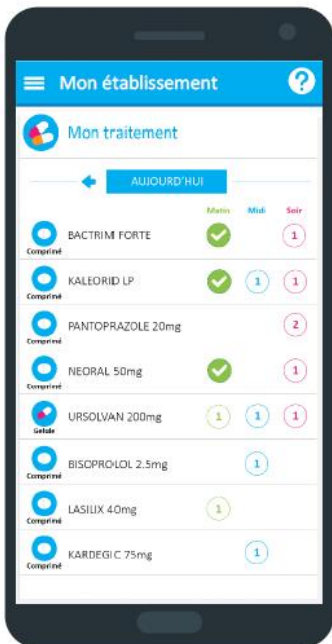 Mon établissement ?
Mon traitement
AUJOURD'HUI
Matin Midi Soir
Comprimé BACTRIM FORTE 1
Comprimé KALEORID LP 1 1
Comprimé PANTOPRAZOLE 20mg 2
Comprimé NEORAL 50mg 1
Gelule URSOLVAN 200mg 1 1 1
Comprimé BISOPROLOL 2.5mg 1
Comprimé LASILIX 40mg 1
Comprimé KARDEGIC 75mg 1